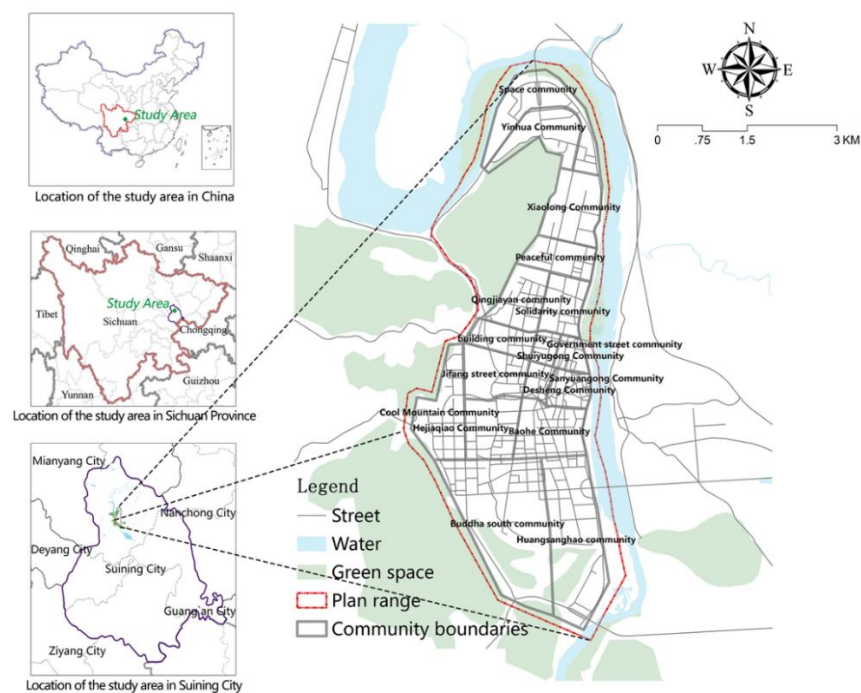 Study Area
Location of the study area in China
Qinghai
Gansu
Shaanxi
Tibet
Study Area
Sichuan
Chongqing
Guizhou
Yunnan
Location of the study area in Sichuan Province
Mianyang City
Nanchong City
Deyang City
Suining City
Guang'an City
Ziyang City
Location of the study area in Suining City
Space community
Yinhua Community
Xiaolong Community
Peaceful community
Qingjiayan community
Solidarity community
building community
Government street community
Shuiyugong Community
Jifang street community
Sanyuangong Community
Desheng Community
Cool Mountain Community
Hejiaqiao Community
Baohe Community
Buddha south community
Huangsanghao community
Legend
Street
Water
Green space
Plan range
Community boundaries
N
W
E
S
0 .75 1.5 3 KM